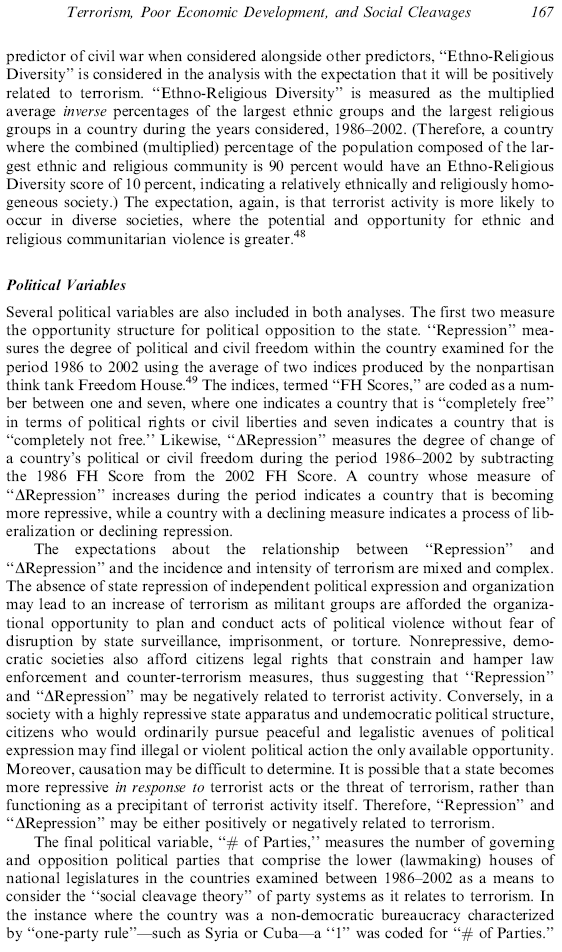 Terrorism, Poor Economic Development, and Social Cleavages 167
predictor of civil war when considered alongside other predictors, ‘‘Ethno-Religious
Diversity’’ is considered in the analysis with the expectation that it will be positively
related to terrorism. ‘‘Ethno-Religious Diversity’’ is measured as the multiplied
average inverse percentages of the largest ethnic groups and the largest religious
groups in a country during the years considered, 1986–2002. (Therefore, a country
where the combined (multiplied) percentage of the population composed of the lar-
gest ethnic and religious community is 90 percent would have an Ethno-Religious
Diversity score of 10 percent, indicating a relatively ethnically and religiously homo-
geneous society.) The expectation, again, is that terrorist activity is more likely to
occur in diverse societies, where the potential and opportunity for ethnic and
religious communitarian violence is greater.48
Political Variables
Several political variables are also included in both analyses. The first two measure
the opportunity structure for political opposition to the state. ‘‘Repression’’ mea-
sures the degree of political and civil freedom within the country examined for the
period 1986 to 2002 using the average of two indices produced by the nonpartisan
think tank Freedom House.49 The indices, termed ‘‘FH Scores,’’ are coded as a num-
ber between one and seven, where one indicates a country that is ‘‘completely free’’
in terms of political rights or civil liberties and seven indicates a country that is
‘‘completely not free.’’ Likewise, ‘‘ΔRepression’’ measures the degree of change of
a country’s political or civil freedom during the period 1986–2002 by subtracting
the 1986 FH Score from the 2002 FH Score. A country whose measure of
‘‘ΔRepression’’ increases during the period indicates a country that is becoming
more repressive, while a country with a declining measure indicates a process of lib-
eralization or declining repression.
The expectations about the relationship between ‘‘Repression’’ and
‘‘ΔRepression’’ and the incidence and intensity of terrorism are mixed and complex.
The absence of state repression of independent political expression and organization
may lead to an increase of terrorism as militant groups are afforded the organiza-
tional opportunity to plan and conduct acts of political violence without fear of
disruption by state surveillance, imprisonment, or torture. Nonrepressive, demo-
cratic societies also afford citizens legal rights that constrain and hamper law
enforcement and counter-terrorism measures, thus suggesting that ‘‘Repression’’
and ‘‘ΔRepression’’ may be negatively related to terrorist activity. Conversely, in a
society with a highly repressive state apparatus and undemocratic political structure,
citizens who would ordinarily pursue peaceful and legalistic avenues of political
expression may find illegal or violent political action the only available opportunity.
Moreover, causation may be difficult to determine. It is possible that a state becomes
more repressive in response to terrorist acts or the threat of terrorism, rather than
functioning as a precipitant of terrorist activity itself. Therefore, ‘‘Repression’’ and
‘‘ΔRepression’’ may be either positively or negatively related to terrorism.
The final political variable, ‘‘# of Parties,’’ measures the number of governing
and opposition political parties that comprise the lower (lawmaking) houses of
national legislatures in the countries examined between 1986–2002 as a means to
consider the ‘‘social cleavage theory’’ of party systems as it relates to terrorism. In
the instance where the country was a non-democratic bureaucracy characterized
by ‘‘one-party rule’’—such as Syria or Cuba—a ‘‘1’’ was coded for ‘‘# of Parties.’’